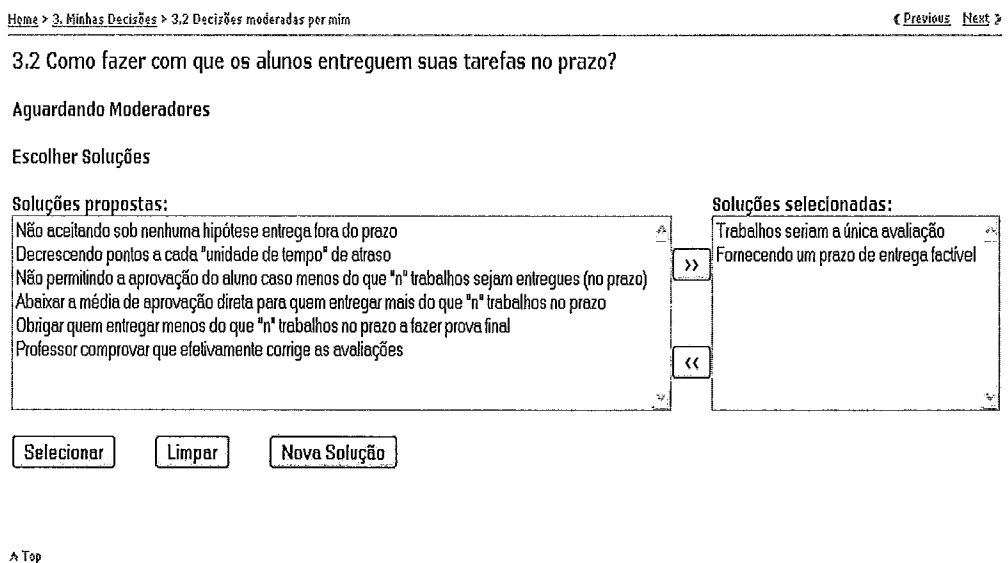 Home > 3. Minhas Decisões > 3.2 Decisões moderadas por mim
❮ Previous Next ❯
3.2 Como fazer com que os alunos entreguem suas tarefas no prazo?
Aguardando Moderadores
Escolher Soluções
Soluções propostas:
Não aceitando sob nenhuma hipótese entrega fora do prazo
Decrescendo pontos a cada "unidade de tempo" de atraso
Não permitindo a aprovação do aluno caso menos do que "n" trabalhos sejam entregues (no prazo)
Abaixar a média de aprovação direta para quem entregar mais do que "n" trabalhos no prazo
Obrigar quem entregar menos do que "n" trabalhos no prazo a fazer prova final
Professor comprovar que efetivamente corrige as avaliações
>>
<<
Soluções selecionadas:
Trabalhos seriam a única avaliação
Fornecendo um prazo de entrega factível
Selecionar Limpar Nova Solução
Top